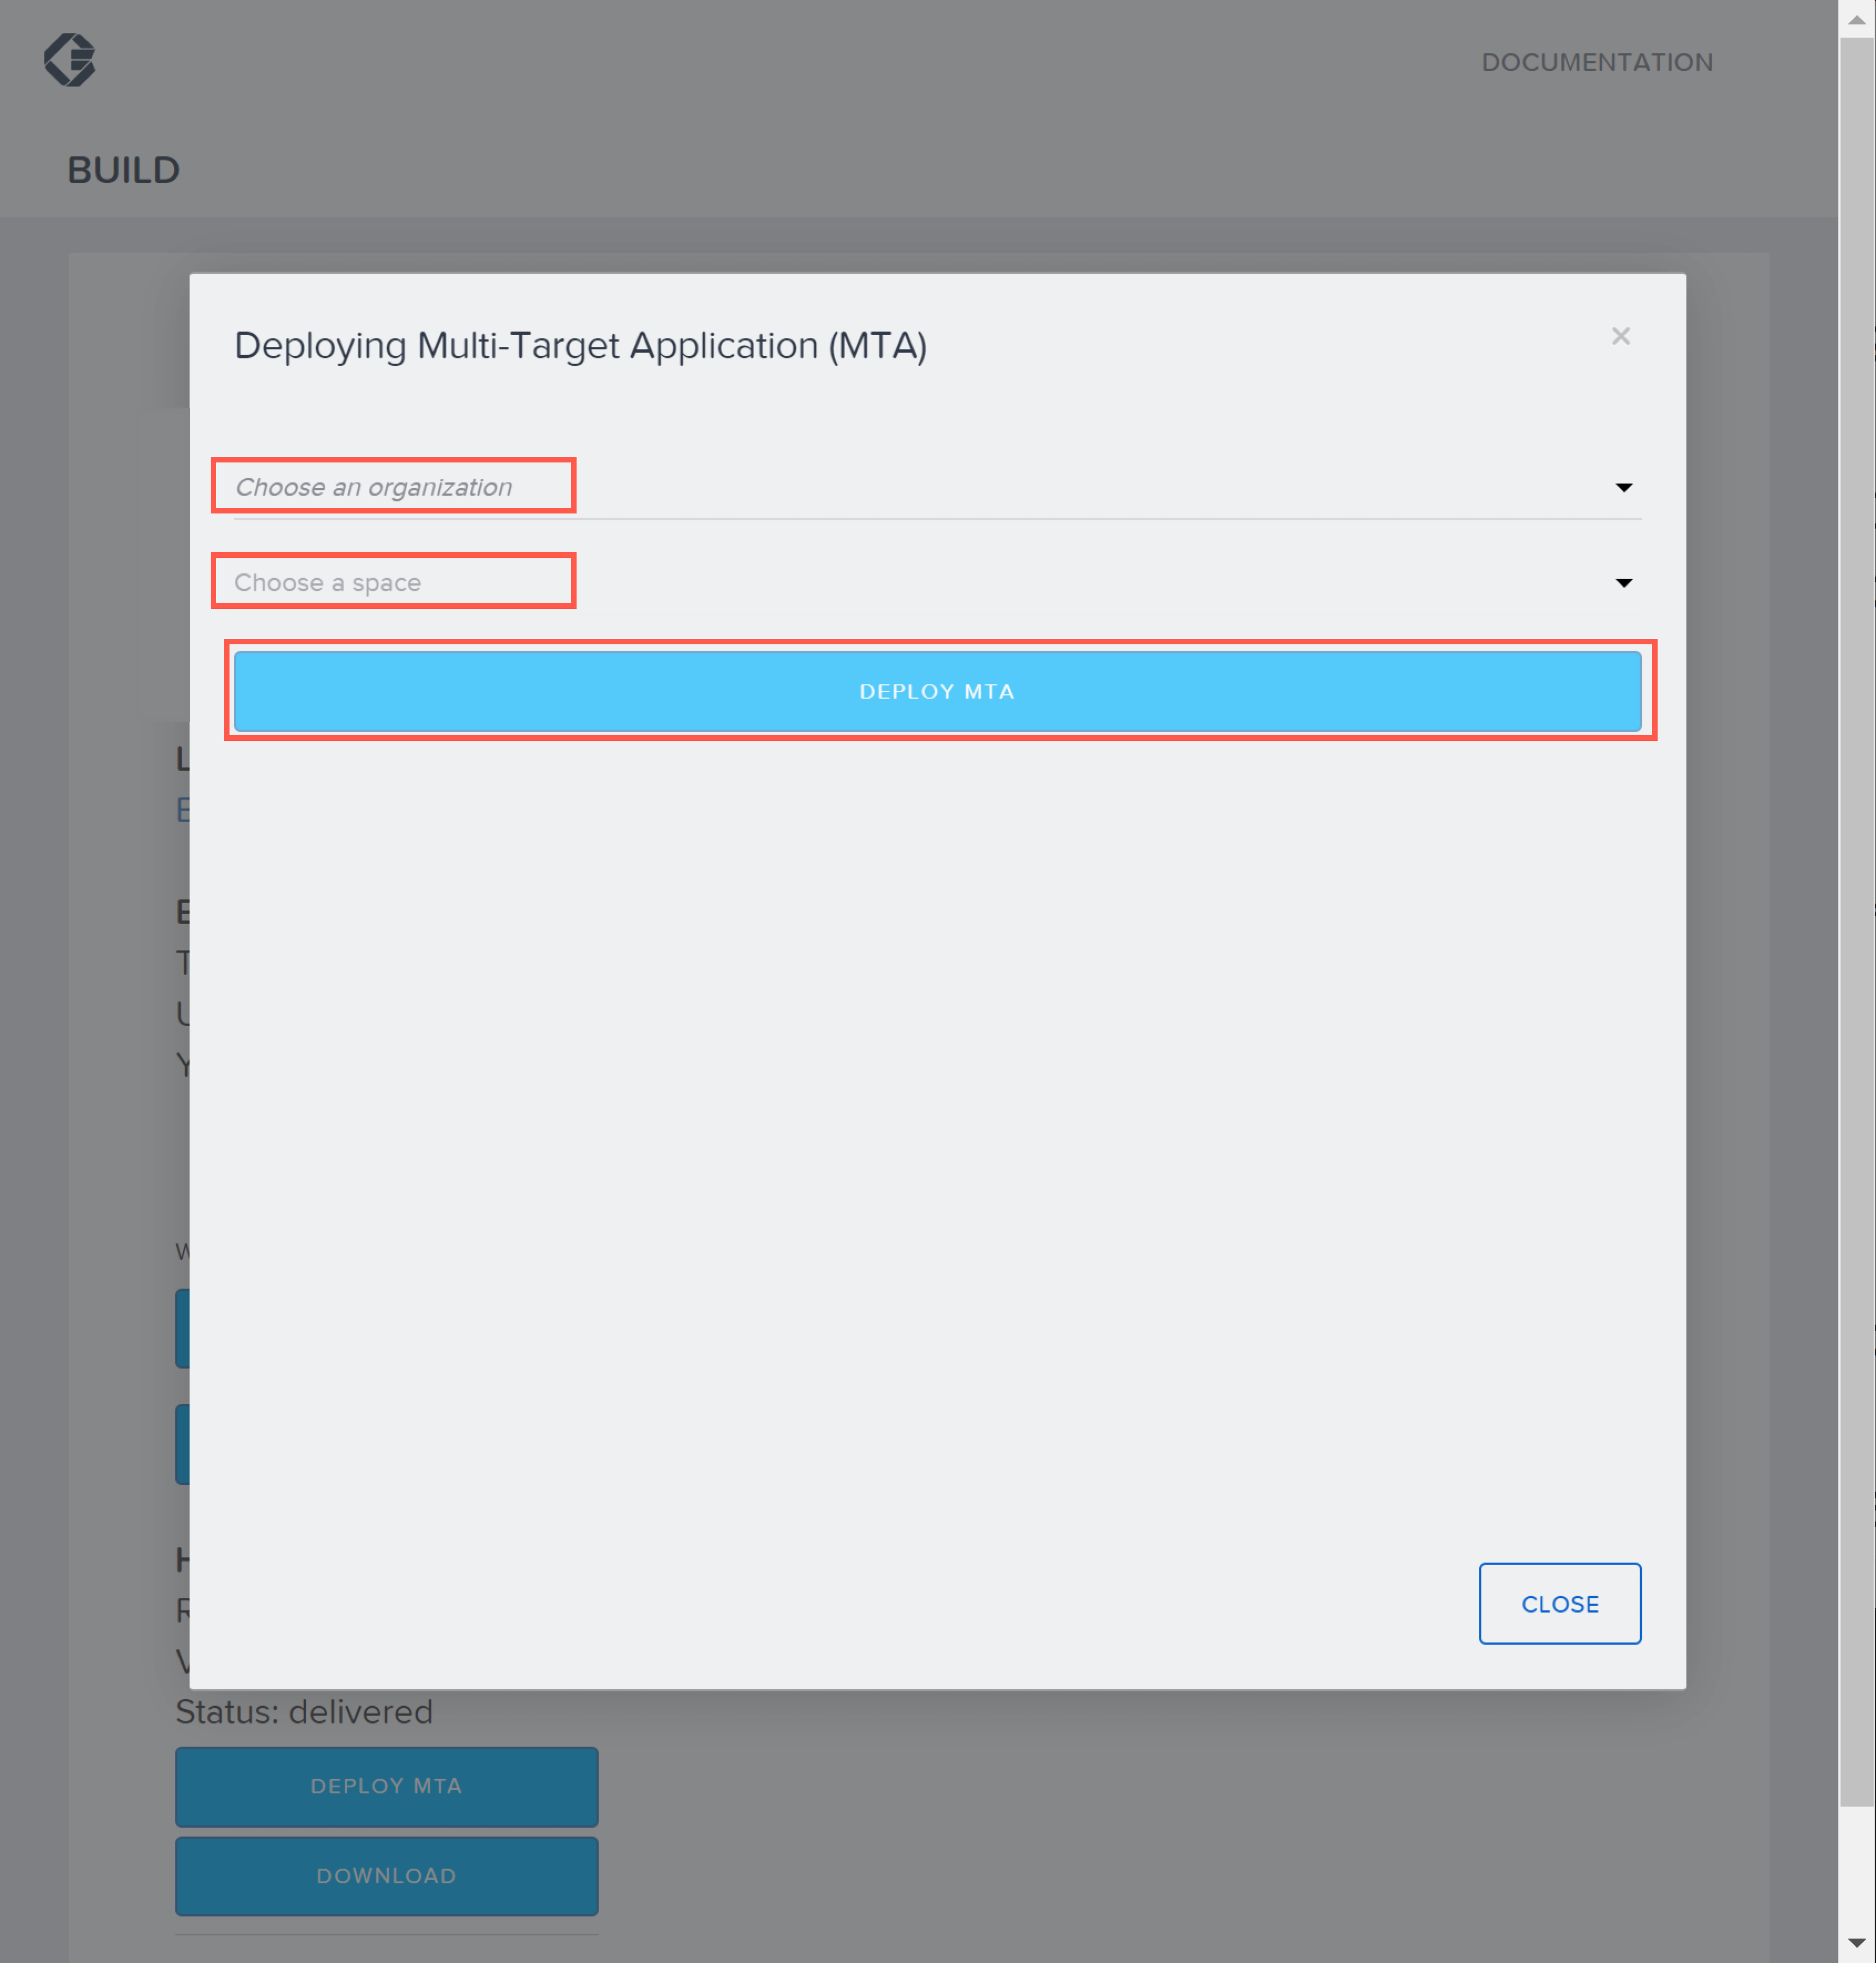 DOCUMENTATION
BUILD
Deploying Multi-Target Application (MTA)
×
Choose an organization
Choose a space
DEPLOY MTA
CLOSE
Status: delivered
DEPLOY MTA
DOWNLOAD